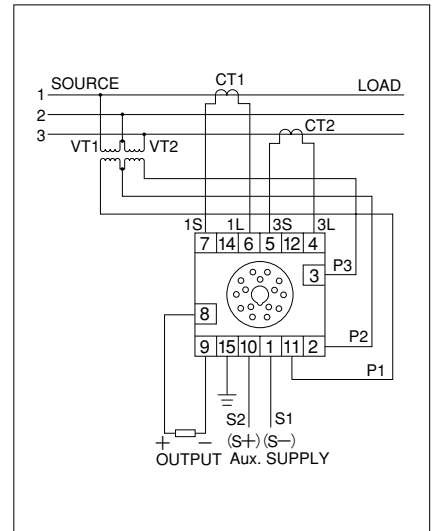 CT1
SOURCE LOAD
1
CT2
2
3
VT1 VT2
1S 1L 3S 3L
7 14 6 5 12 4
3 P3
8
P2
9 15 10 1 11 2
P1
S2 S1
+ − (S+) (S−)
OUTPUT Aux. SUPPLY